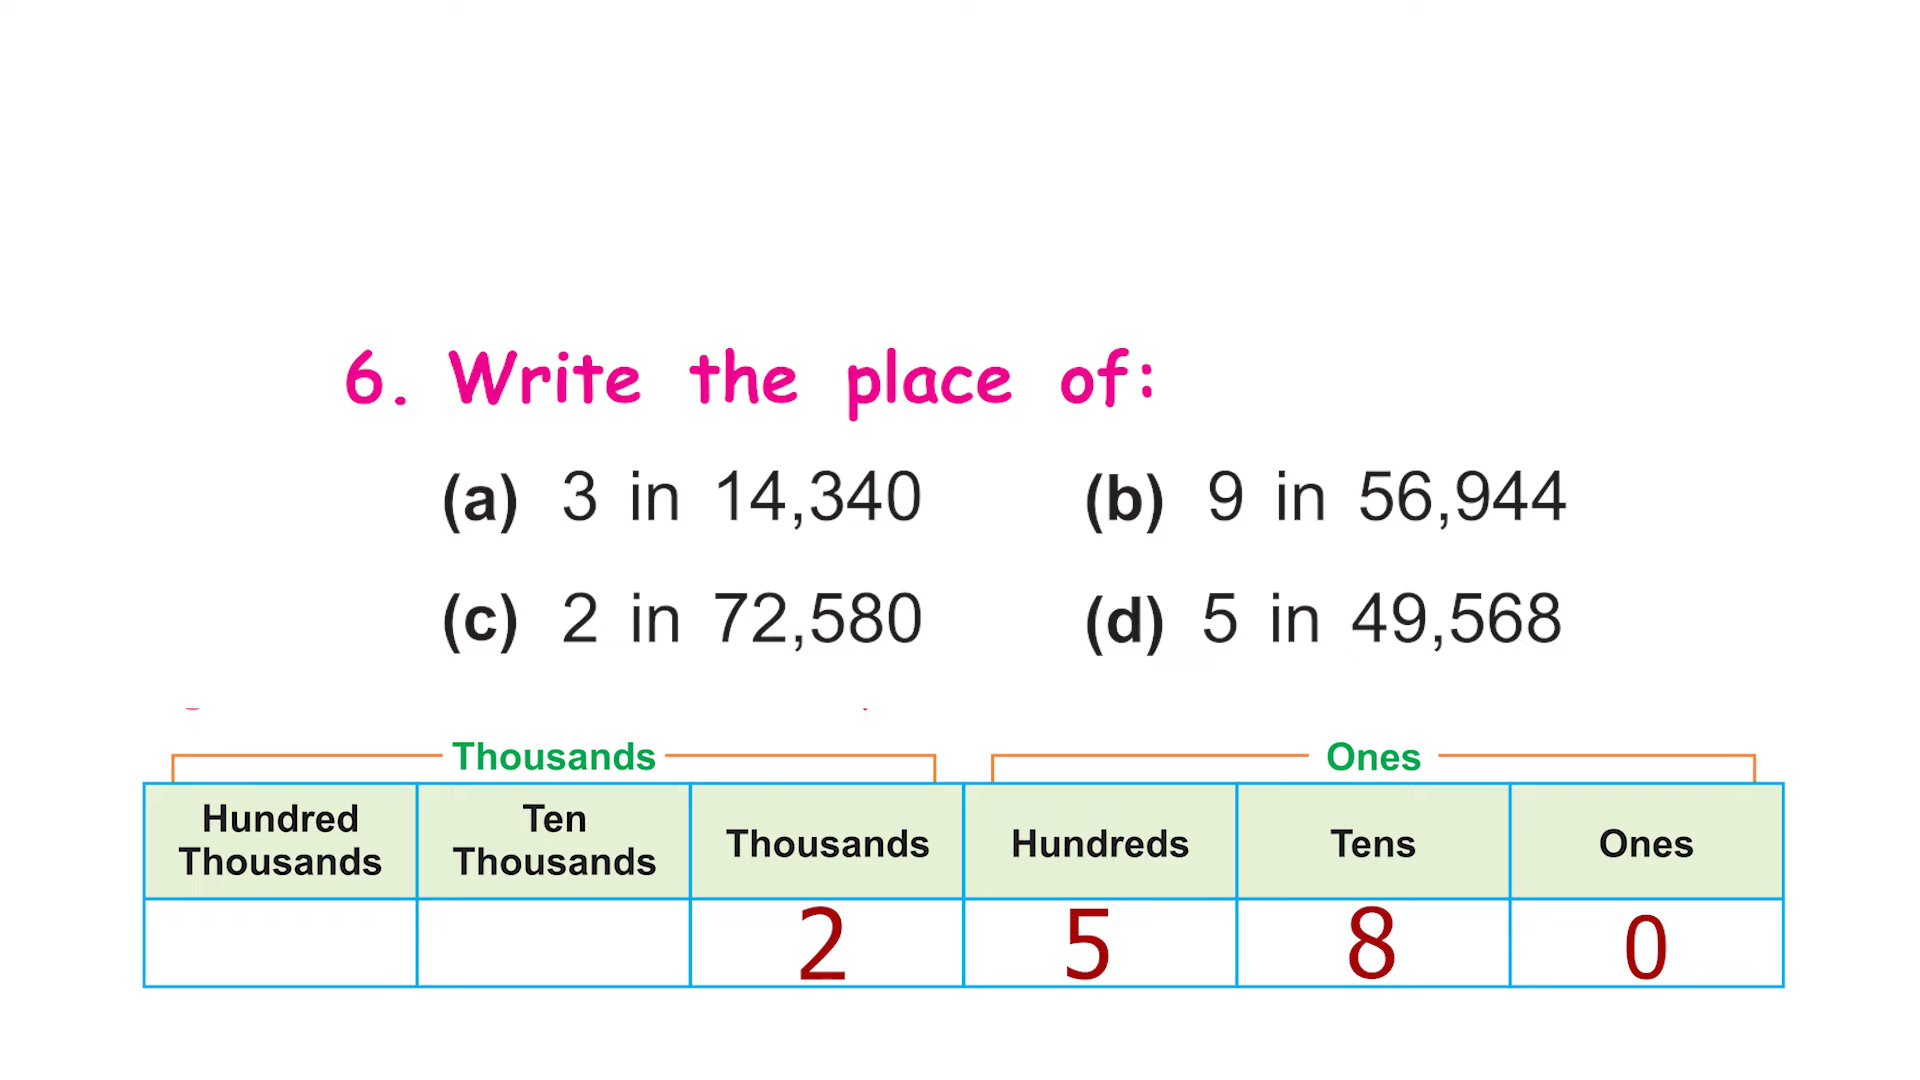 6. Write the place of:
(a) 3 in 14,340 (b) 9 in 56,944
(c) 2 in 72,580 (d) 5 in 49,568
Thousands Ones
Hundred Thousands Ten Thousands Thousands Hundreds Tens Ones
2 5 8 0